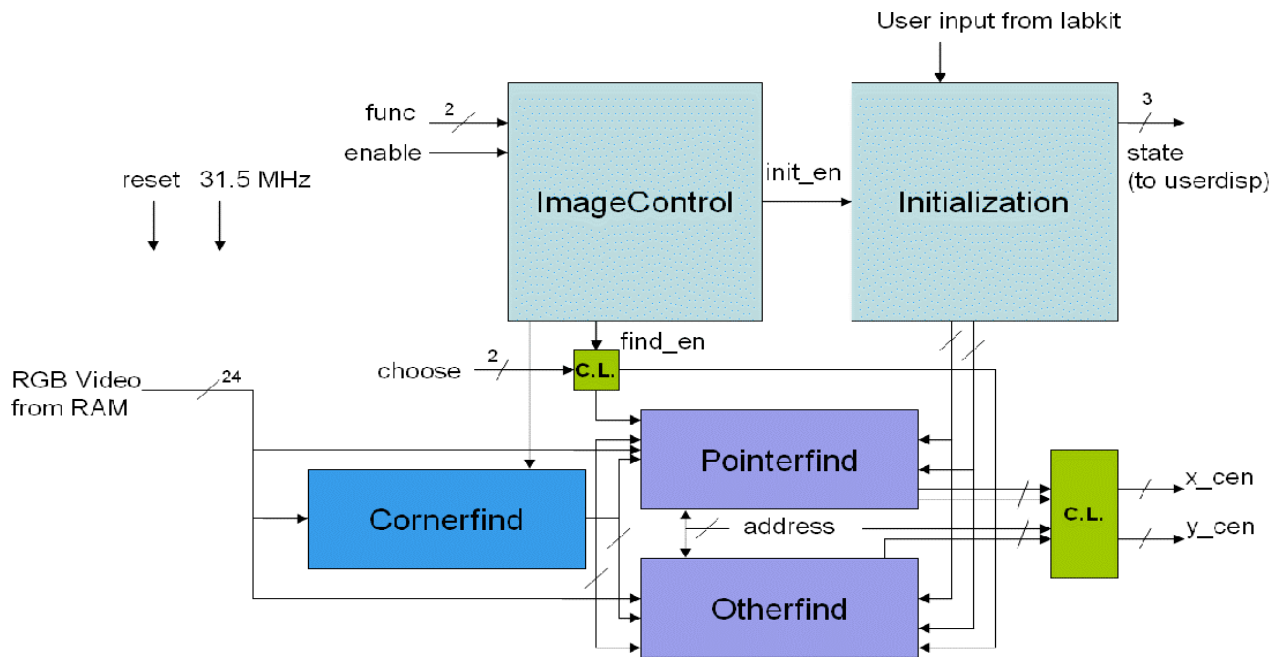 User input from labkit
func
2
enable
reset 31.5 MHz
ImageControl
init_en
Initialization
3
state
(to userdisp)
find_en
choose
2
C.L.
RGB Video
from RAM
24
Pointerfind
Cornerfind
address
C.L.
x_cen
y_cen
Otherfind